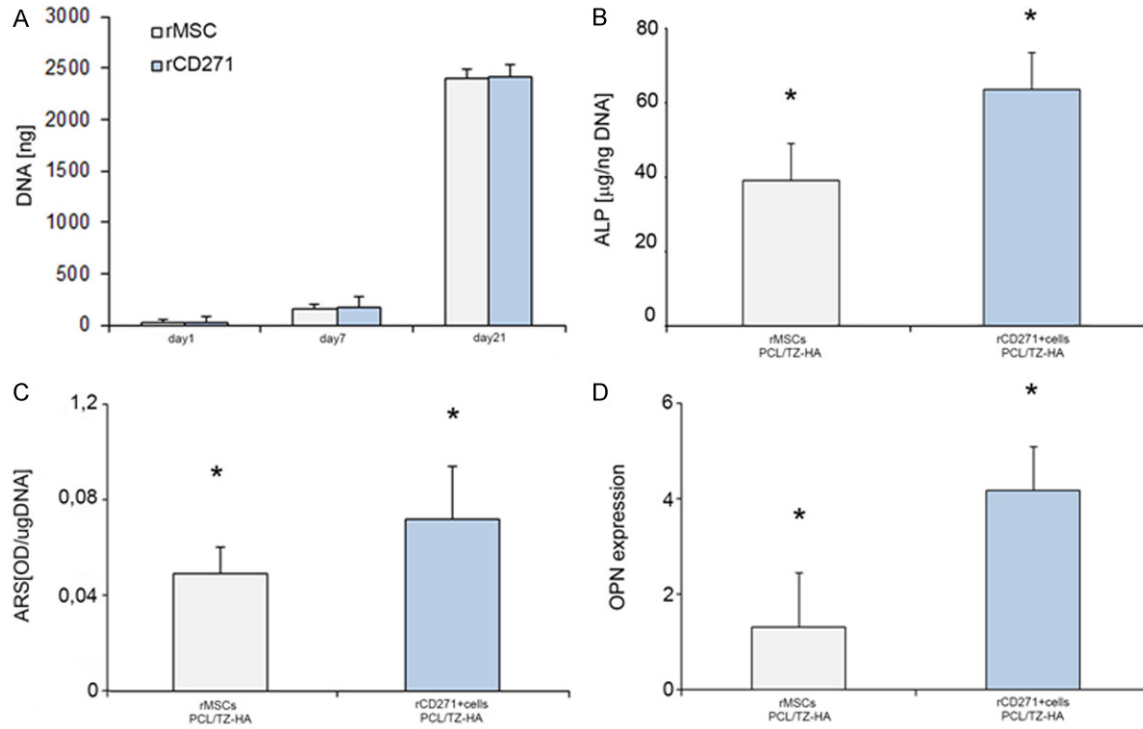 A
3000
2500
2000
1500
1000
500
0
DNA [ng]
rMSC
rCD271
day1
day7
day21
B
80
60
40
20
0
ALP [µg/ng DNA]
*
*
rMSCs
PCL/TZ-HA
rCD271+cells
PCL/TZ-HA
C
1,2
0,08
0,04
0
ARS[OD/ugDNA]
*
*
rMSCs
PCL/TZ-HA
rCD271+cells
PCL/TZ-HA
D
6
4
2
0
OPN expression
*
*
rMSCs
PCL/TZ-HA
rCD271+cells
PCL/TZ-HA